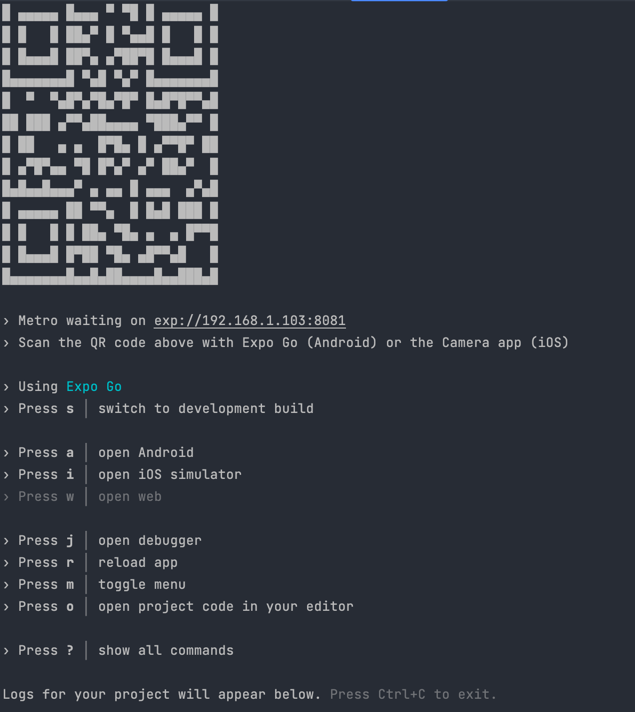 › Metro waiting on exp://192.168.1.103:8081
› Scan the QR code above with Expo Go (Android) or the Camera app (iOS)
› Using Expo Go
› Press s │ switch to development build
› Press a │ open Android
› Press i │ open iOS simulator
› Press w │ open web
› Press j │ open debugger
› Press r │ reload app
› Press m │ toggle menu
› Press o │ open project code in your editor
› Press ? │ show all commands
Logs for your project will appear below. Press Ctrl+C to exit.